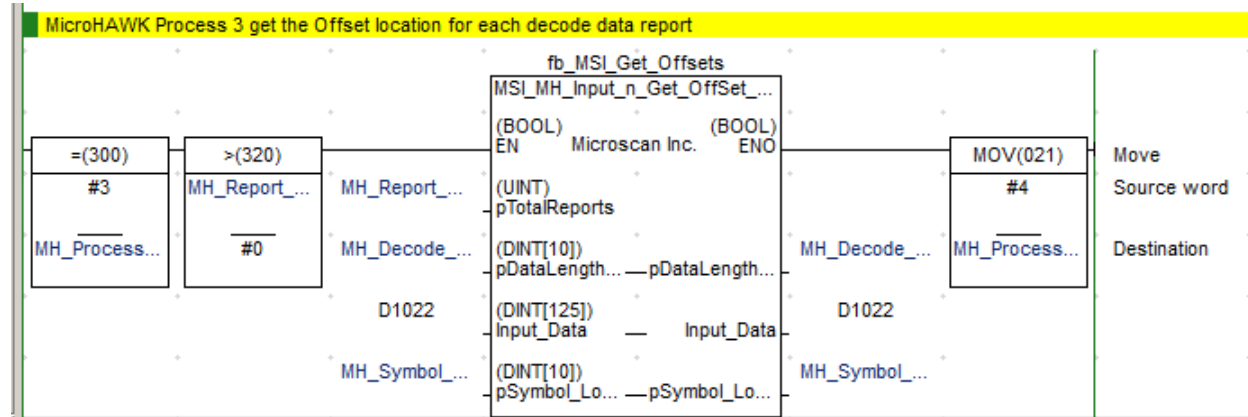 MicroHAWK Process 3 get the Offset location for each decode data report
fb_MSI_Get_Offsets
MSI_MH_Input_n_Get_OffSet_...
(BOOL) (BOOL)
EN Microscan Inc. ENO
=(300) >(320) MOV(021) Move
#3 MH_Report_... MH_Report_... (UINT) #4 Source word
pTotalReports
MH_Process... #0 MH_Decode_... (DINT[10]) MH_Decode_... MH_Process... Destination
pDataLength... pDataLength...
D1022 (DINT[125]) D1022
Input_Data Input_Data
MH_Symbol_... (DINT[10]) MH_Symbol_...
pSymbol_Lo... pSymbol_Lo...